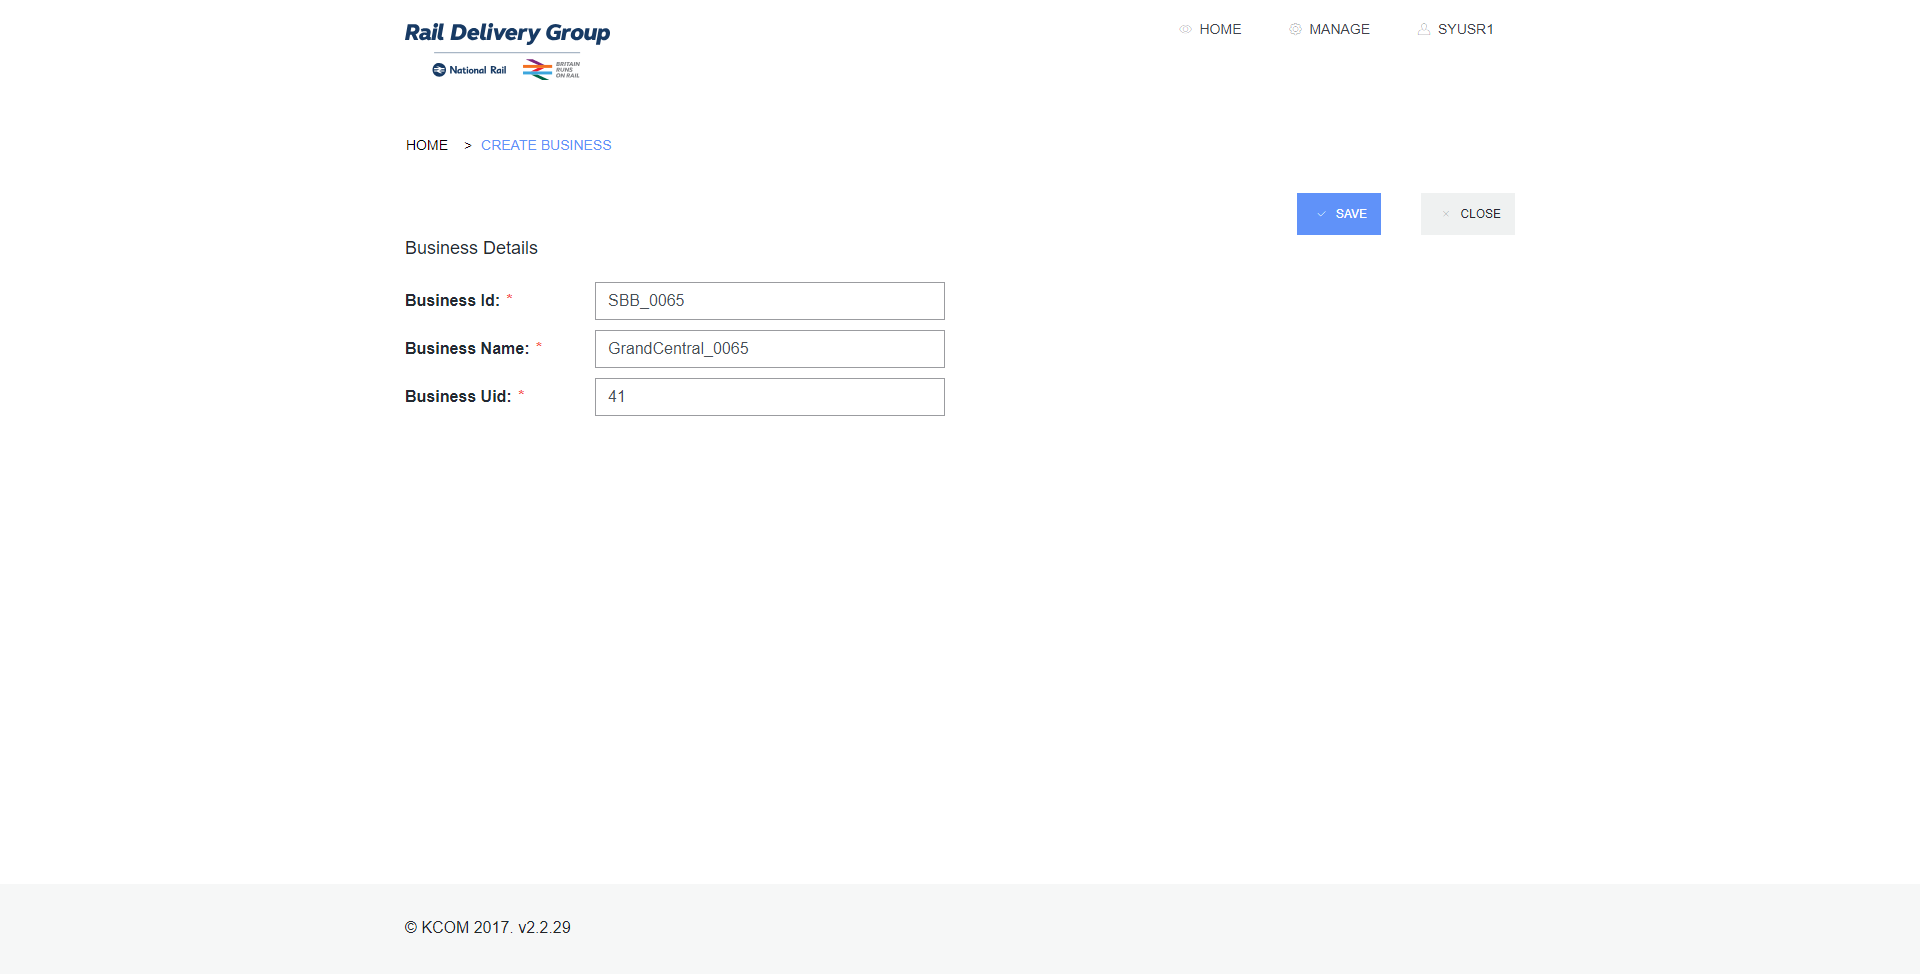 Rail Delivery Group
National Rail
BRITAIN
RUNS
ON RAIL
HOME
MANAGE
SYUSR1
HOME > CREATE BUSINESS
SAVE
CLOSE
Business Details
Business Id: *
SBB_0065
Business Name: *
GrandCentral_0065
Business Uid: *
41
© KCOM 2017. v2.2.29